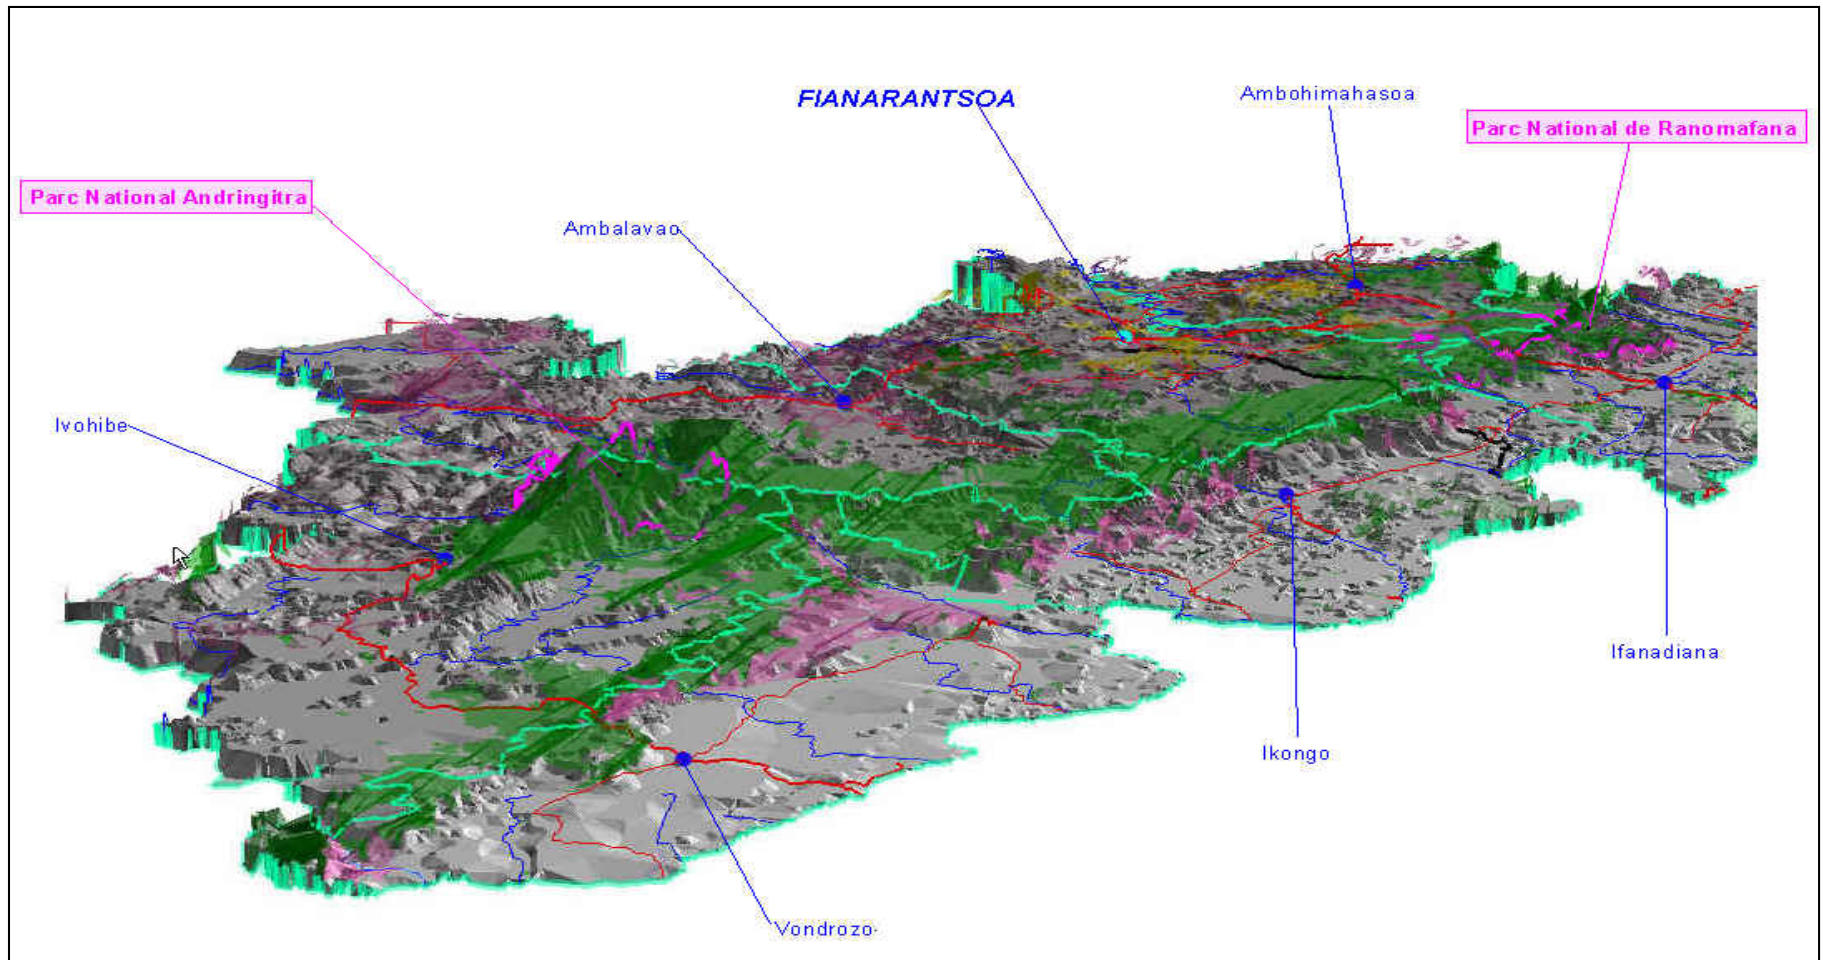 FIANARANTSOA
Ambohimahasoa
Parc National de Ranomafana
Parc National Andringitra
Ambalavao
Ivohibe
Ifanadiana
Ikongo
Vondrozo